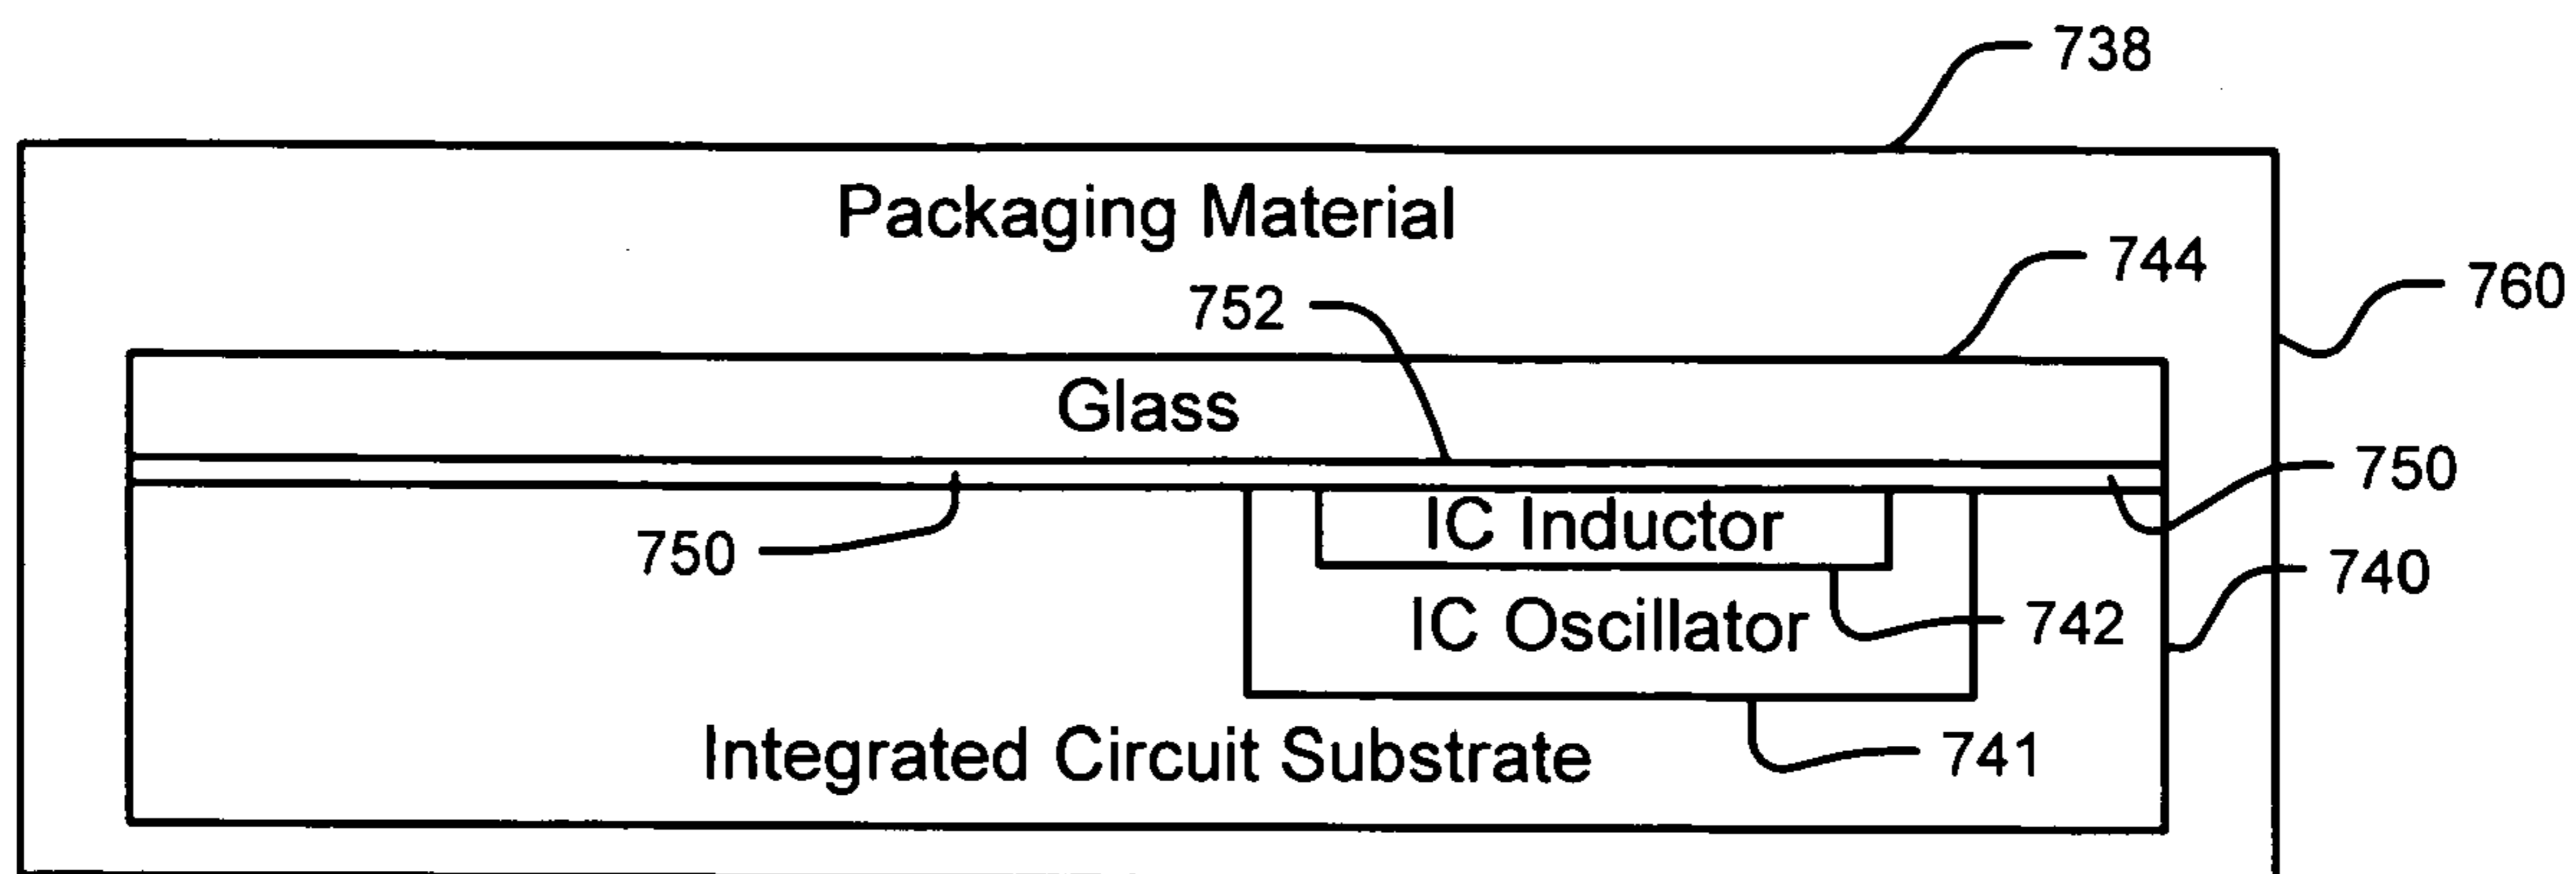 738
Packaging Material
744
760
752
Glass
750
IC Inductor
750
740
IC Oscillator
742
Integrated Circuit Substrate
741